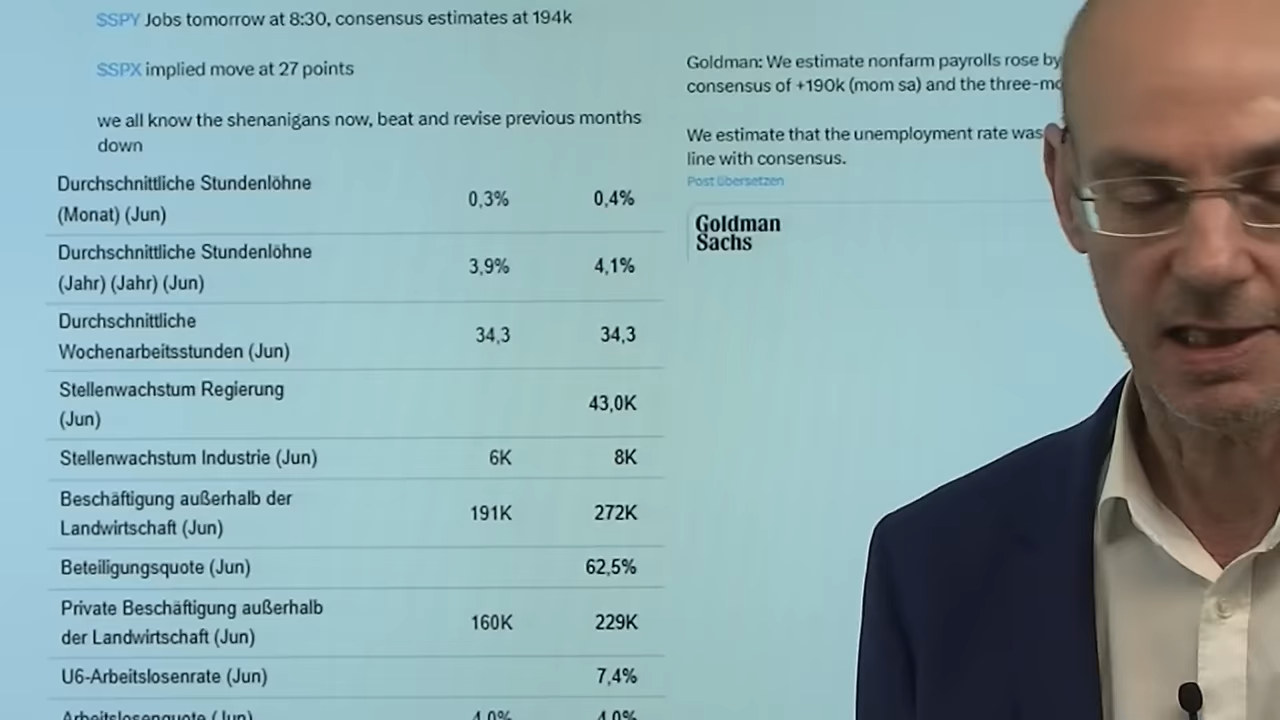 $SPY Jobs tomorrow at 8:30, consensus estimates at 194k
$SPX implied move at 27 points
we all know the shenanigans now, beat and revise previous months
down
Durchschnittliche Stundenlöhne
(Monat) (Jun) 0,3% 0,4%
Durchschnittliche Stundenlöhne
(Jahr) (Jahr) (Jun) 3,9% 4,1%
Durchschnittliche
Wochenarbeitsstunden (Jun) 34,3 34,3
Stellenwachstum Regierung
(Jun) 43,0K
Stellenwachstum Industrie (Jun) 6K 8K
Beschäftigung außerhalb der
Landwirtschaft (Jun) 191K 272K
Beteiligungsquote (Jun) 62,5%
Private Beschäftigung außerhalb
der Landwirtschaft (Jun) 160K 229K
U6-Arbeitslosenrate (Jun) 7,4%
Arbeitslosenquote (Jun) 4,0% 4,0%
Goldman: We estimate nonfarm payrolls rose by
consensus of +190k (mom sa) and the
We estimate that the unemployment rate was
line with consensus.
Post übersetzen
Goldman
Sachs